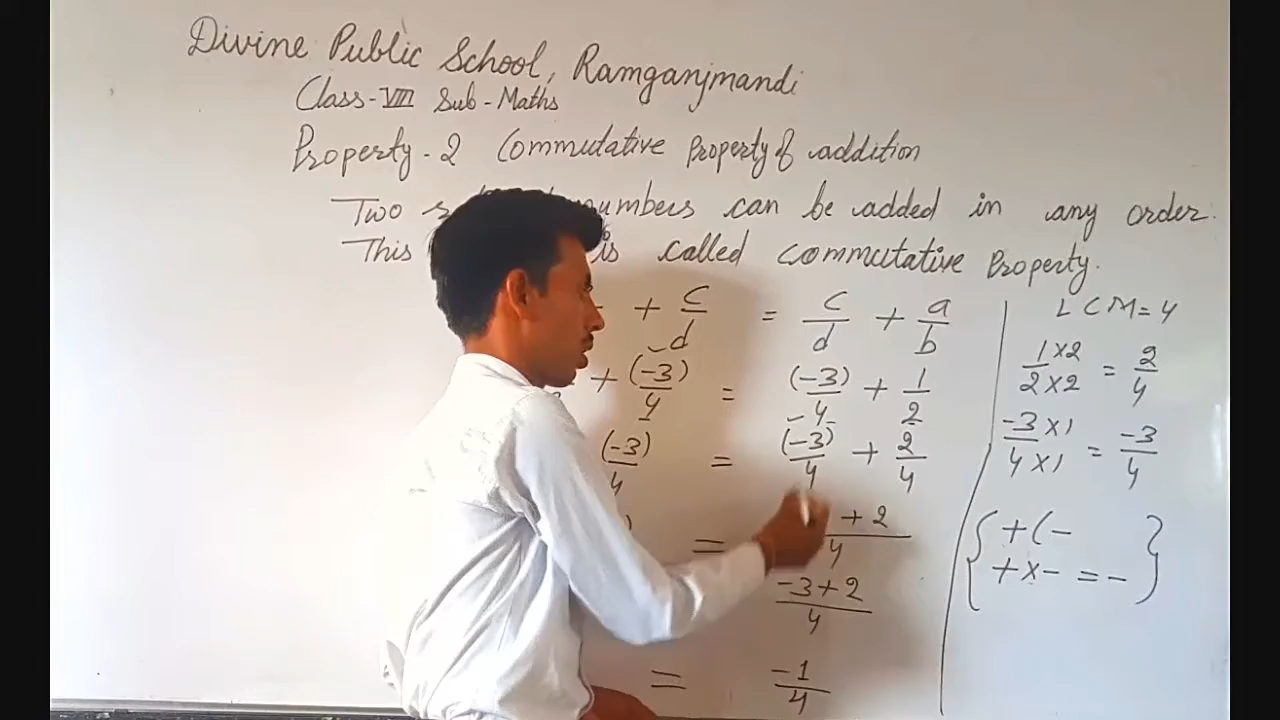 Divine Public School, Ramganjmandi
Class-VIII Sub-Maths
Property-2 Commutative Property of addition
Two numbers can be added in any order.
This is called Commutative Property.
+ c/d = c/d + a/b
+ (-3)/4 = (-3)/4 + 1/2
(-3)/4 = (-3)/4 + 2/4
= + 2/4
-3+2/4
= -1/4
LCM=4
1×2/2×2 = 2/4
-3×1/4×1 = -3/4
{ +(- }
+×- = -